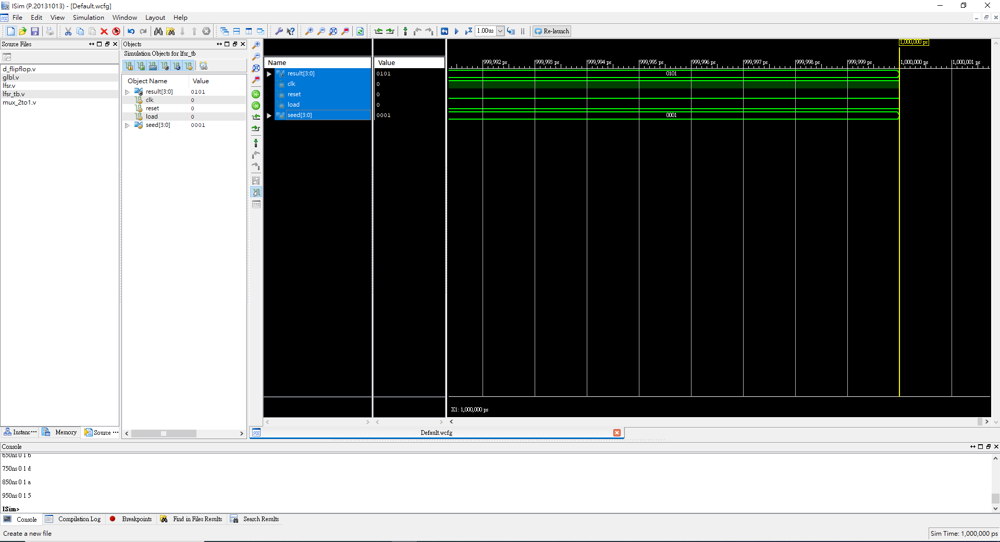 ISim (P.20131013) - [Default.wcfg]
File Edit View Simulation Window Layout Help
1.00us
Re-launch
Source Files
d_flipflop.v
glbl.v
lfsr.v
lfsr_tb.v
mux_2to1.v
Instanc···
Memory
Source ···
Objects
Simulation Objects for lfsr_tb
Object Name Value
result[3:0] 0101
clk 0
reset 0
load 0
seed[3:0] 0001
Name Value
result[3:0] 0101
clk 0
reset 0
load 0
seed[3:0] 0001
1,000,000 ps
999,992 ps 999,993 ps 999,994 ps 999,995 ps 999,996 ps 999,997 ps 999,998 ps 999,999 ps 1,000,000 ps 1,000,001 ps
0101
0001
X1: 1,000,000 ps
Default.wcfg
Console
650ns 0 1 6
750ns 0 1 d
850ns 0 1 a
950ns 0 1 5
ISim>
Console Compilation Log Breakpoints Find in Files Results Search Results
Create a new file
Sim Time: 1,000,000 ps